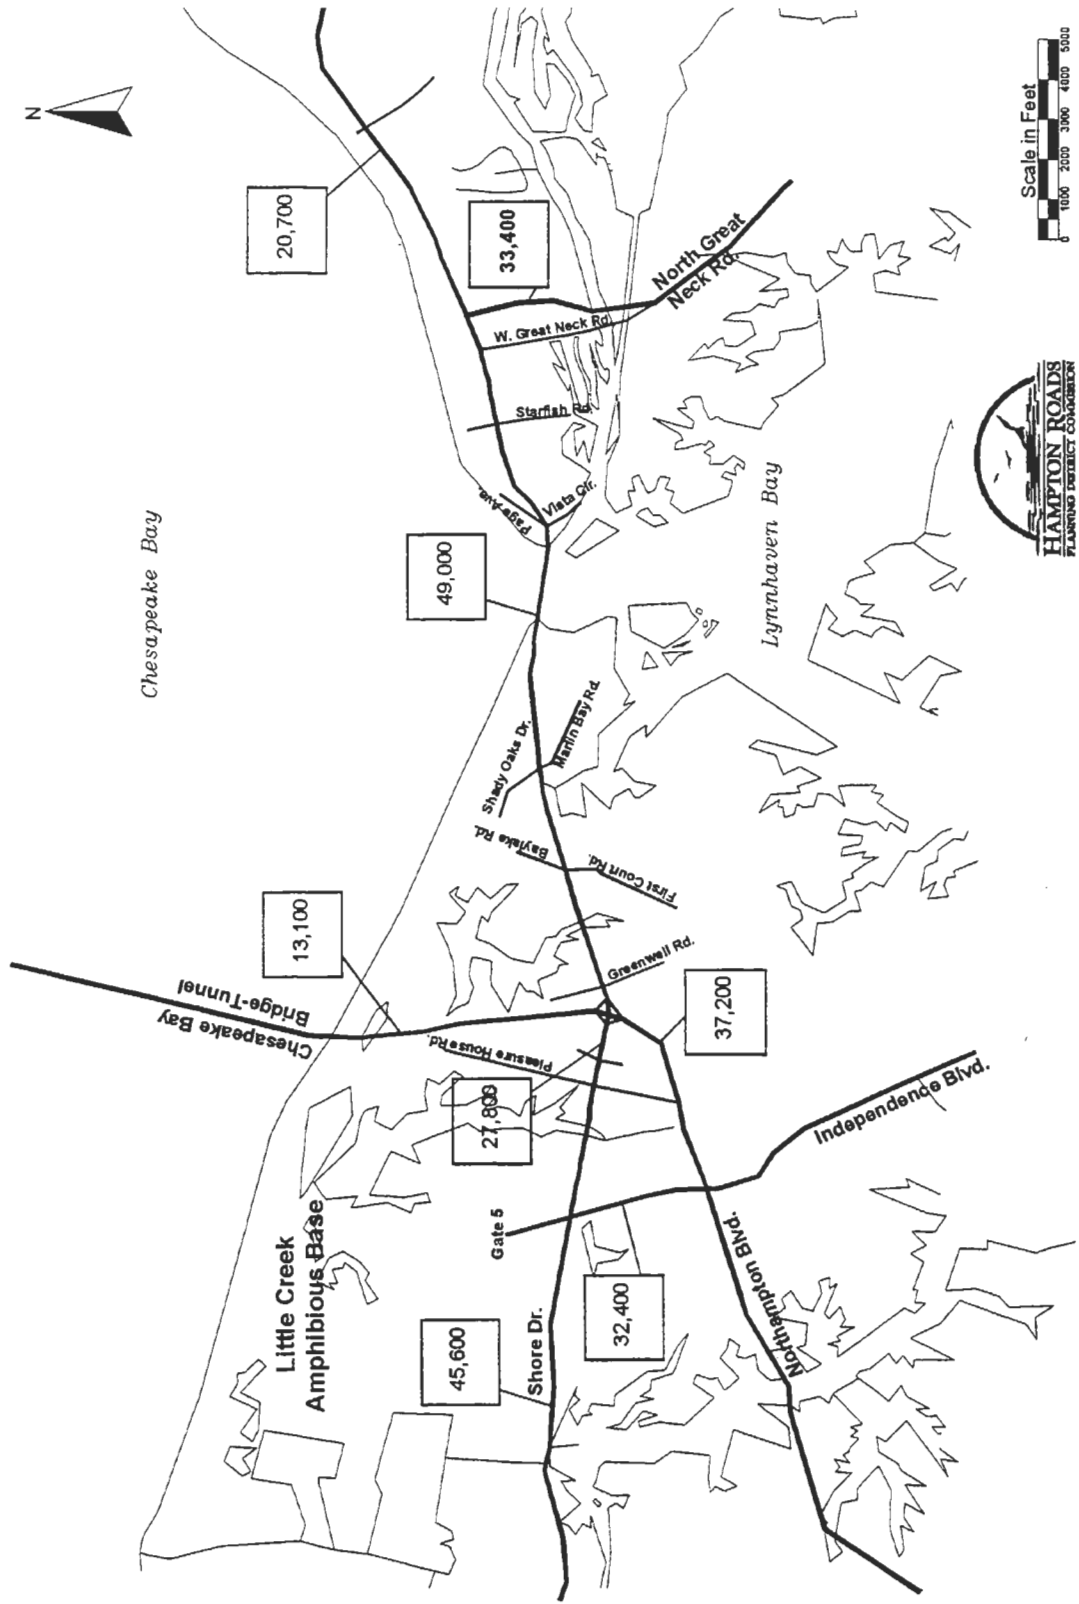 N
Chesapeake Bay
20,700
33,400
49,000
13,100
Chesapeake Bay
Bridge-Tunnel
Little Creek
Amphibious Base
45,600
27,800
37,200
32,400
Gate 5
Shore Dr.
Northampton Blvd.
Independence Blvd.
Pleasure House Rd.
Greenwell Rd.
First Court Rd.
Baylake Rd.
Shady Oaks Dr.
Marlin Bay Rd.
Page Ave.
Vista Cir.
Starfish Rd.
W. Great Neck Rd.
North Great
Neck Rd.
Lynnhaven Bay
HAMPTON ROADS
PLANNING DISTRICT COMMISSION
Scale in Feet
0 1000 2000 3000 4000 5000